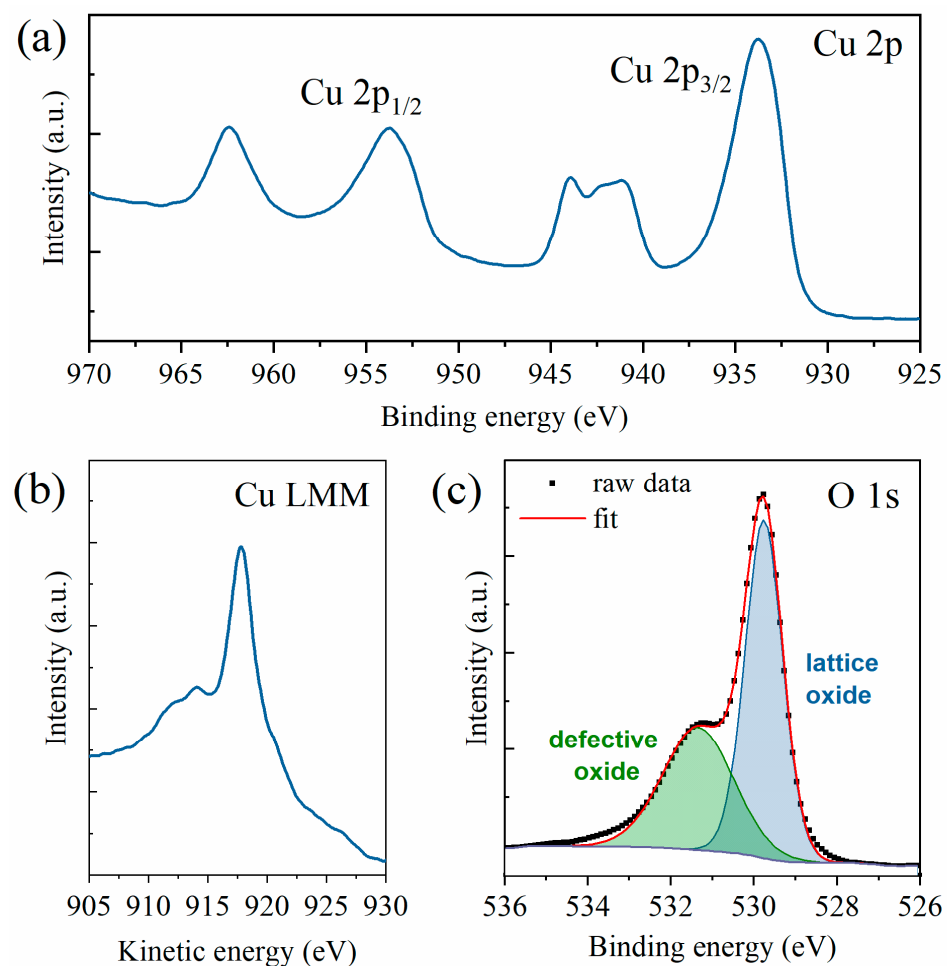 (a)
Cu 2p
Cu 2p1/2
Cu 2p3/2
Intensity (a.u.)
970 965 960 955 950 945 940 935 930 925
Binding energy (eV)
(b)
Cu LMM
Intensity (a.u.)
905 910 915 920 925 930
Kinetic energy (eV)
(c)
raw data
fit
O 1s
Intensity (a.u.)
defective
oxide
lattice
oxide
536 534 532 530 528 526
Binding energy (eV)